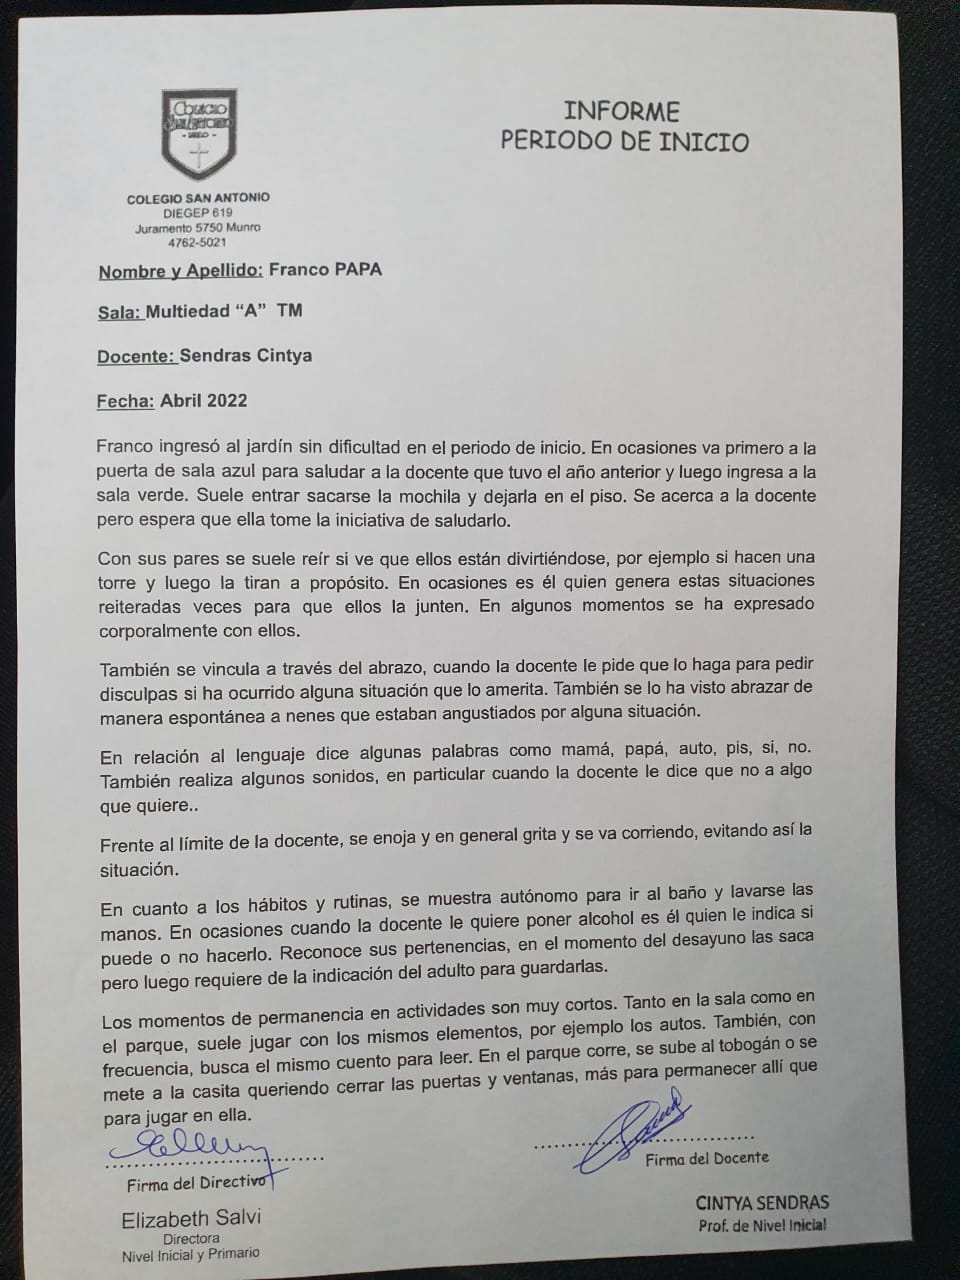 COLEGIO
SAN ANTONIO
INFORME
PERIODO DE INICIO
COLEGIO SAN ANTONIO
DIEGEP 619
Juramento 5750 Munro
4762-5021
Nombre y Apellido: Franco PAPA
Sala: Multiedad “A” TM
Docente: Sendras Cintya
Fecha: Abril 2022
Franco ingresó al jardín sin dificultad en el periodo de inicio. En ocasiones va primero a la
puerta de sala azul para saludar a la docente que tuvo el año anterior y luego ingresa a la
sala verde. Suele entrar sacarse la mochila y dejarla en el piso. Se acerca a la docente
pero espera que ella tome la iniciativa de saludarlo.
Con sus pares se suele reír si ve que ellos están divirtiéndose, por ejemplo si hacen una
torre y luego la tiran a propósito. En ocasiones es él quien genera estas situaciones
reiteradas veces para que ellos la junten. En algunos momentos se ha expresado
corporalmente con ellos.
También se vincula a través del abrazo, cuando la docente le pide que lo haga para pedir
disculpas si ha ocurrido alguna situación que lo amerita. También se lo ha visto abrazar de
manera espontánea a nenes que estaban angustiados por alguna situación.
En relación al lenguaje dice algunas palabras como mamá, papá, auto, pis, si, no.
También realiza algunos sonidos, en particular cuando la docente le dice que no a algo
que quiere..
Frente al límite de la docente, se enoja y en general grita y se va corriendo, evitando así la
situación.
En cuanto a los hábitos y rutinas, se muestra autónomo para ir al baño y lavarse las
manos. En ocasiones cuando la docente le quiere poner alcohol es él quien le indica si
puede o no hacerlo. Reconoce sus pertenencias, en el momento del desayuno las saca
pero luego requiere de la indicación del adulto para guardarlas.
Los momentos de permanencia en actividades son muy cortos. Tanto en la sala como en
el parque, suele jugar con los mismos elementos, por ejemplo los autos. También, con
frecuencia, busca el mismo cuento para leer. En el parque corre, se sube al tobogán o se
mete a la casita queriendo cerrar las puertas y ventanas, más para permanecer allí que
para jugar en ella.
Firma del Directivo
Firma del Docente
Elizabeth Salvi
Directora
Nivel Inicial y Primario
CINTYA SENDRAS
Prof. de Nivel Inicial